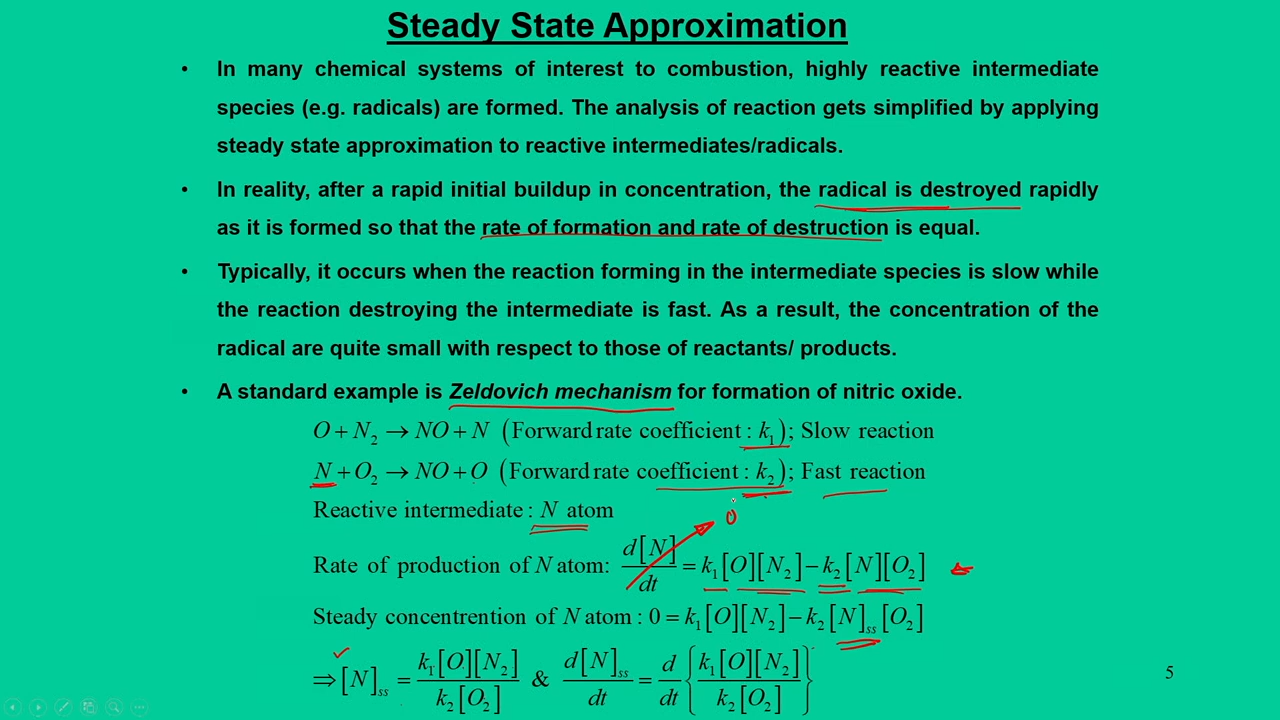 Steady State Approximation
• In many chemical systems of interest to combustion, highly reactive intermediate
species (e.g. radicals) are formed. The analysis of reaction gets simplified by applying
steady state approximation to reactive intermediates/radicals.
• In reality, after a rapid initial buildup in concentration, the radical is destroyed rapidly
as it is formed so that the rate of formation and rate of destruction is equal.
• Typically, it occurs when the reaction forming in the intermediate species is slow while
the reaction destroying the intermediate is fast. As a result, the concentration of the
radical are quite small with respect to those of reactants/ products.
• A standard example is Zeldovich mechanism for formation of nitric oxide.
O + N₂ → NO + N (Forward rate coefficient : k₁); Slow reaction
N + O₂ → NO + O (Forward rate coefficient : k₂); Fast reaction
Reactive intermediate : N atom
0
Rate of production of N atom: d[N]/dt = k₁[O][N₂] − k₂[N][O₂]
Steady concentrention of N atom : 0 = k₁[O][N₂] − k₂[N]ss[O₂]
⇒ [N]ss = k₁[O][N₂]/k₂[O₂] & d[N]ss/dt = d/dt {k₁[O][N₂]/k₂[O₂]}
5